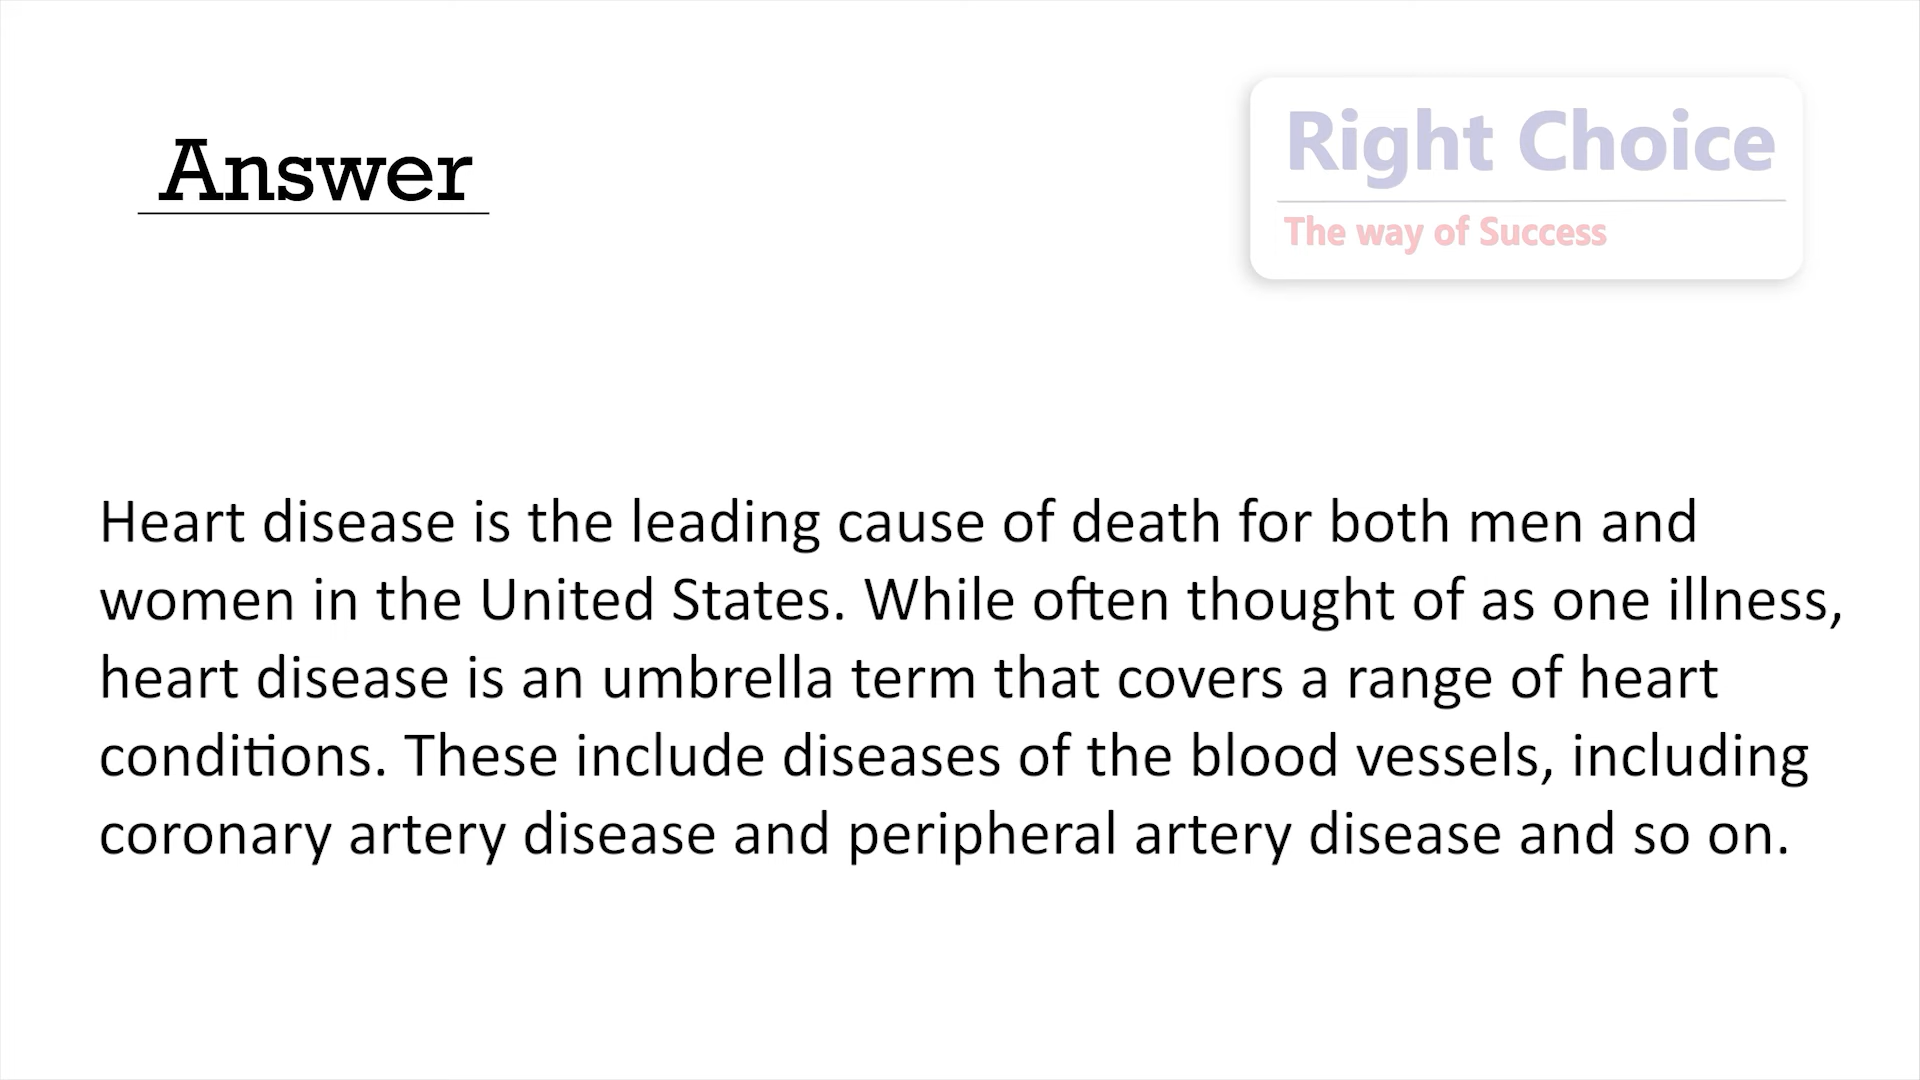 Answer
Right Choice
The way of Success
Heart disease is the leading cause of death for both men and
women in the United States. While often thought of as one illness,
heart disease is an umbrella term that covers a range of heart
conditions. These include diseases of the blood vessels, including
coronary artery disease and peripheral artery disease and so on.